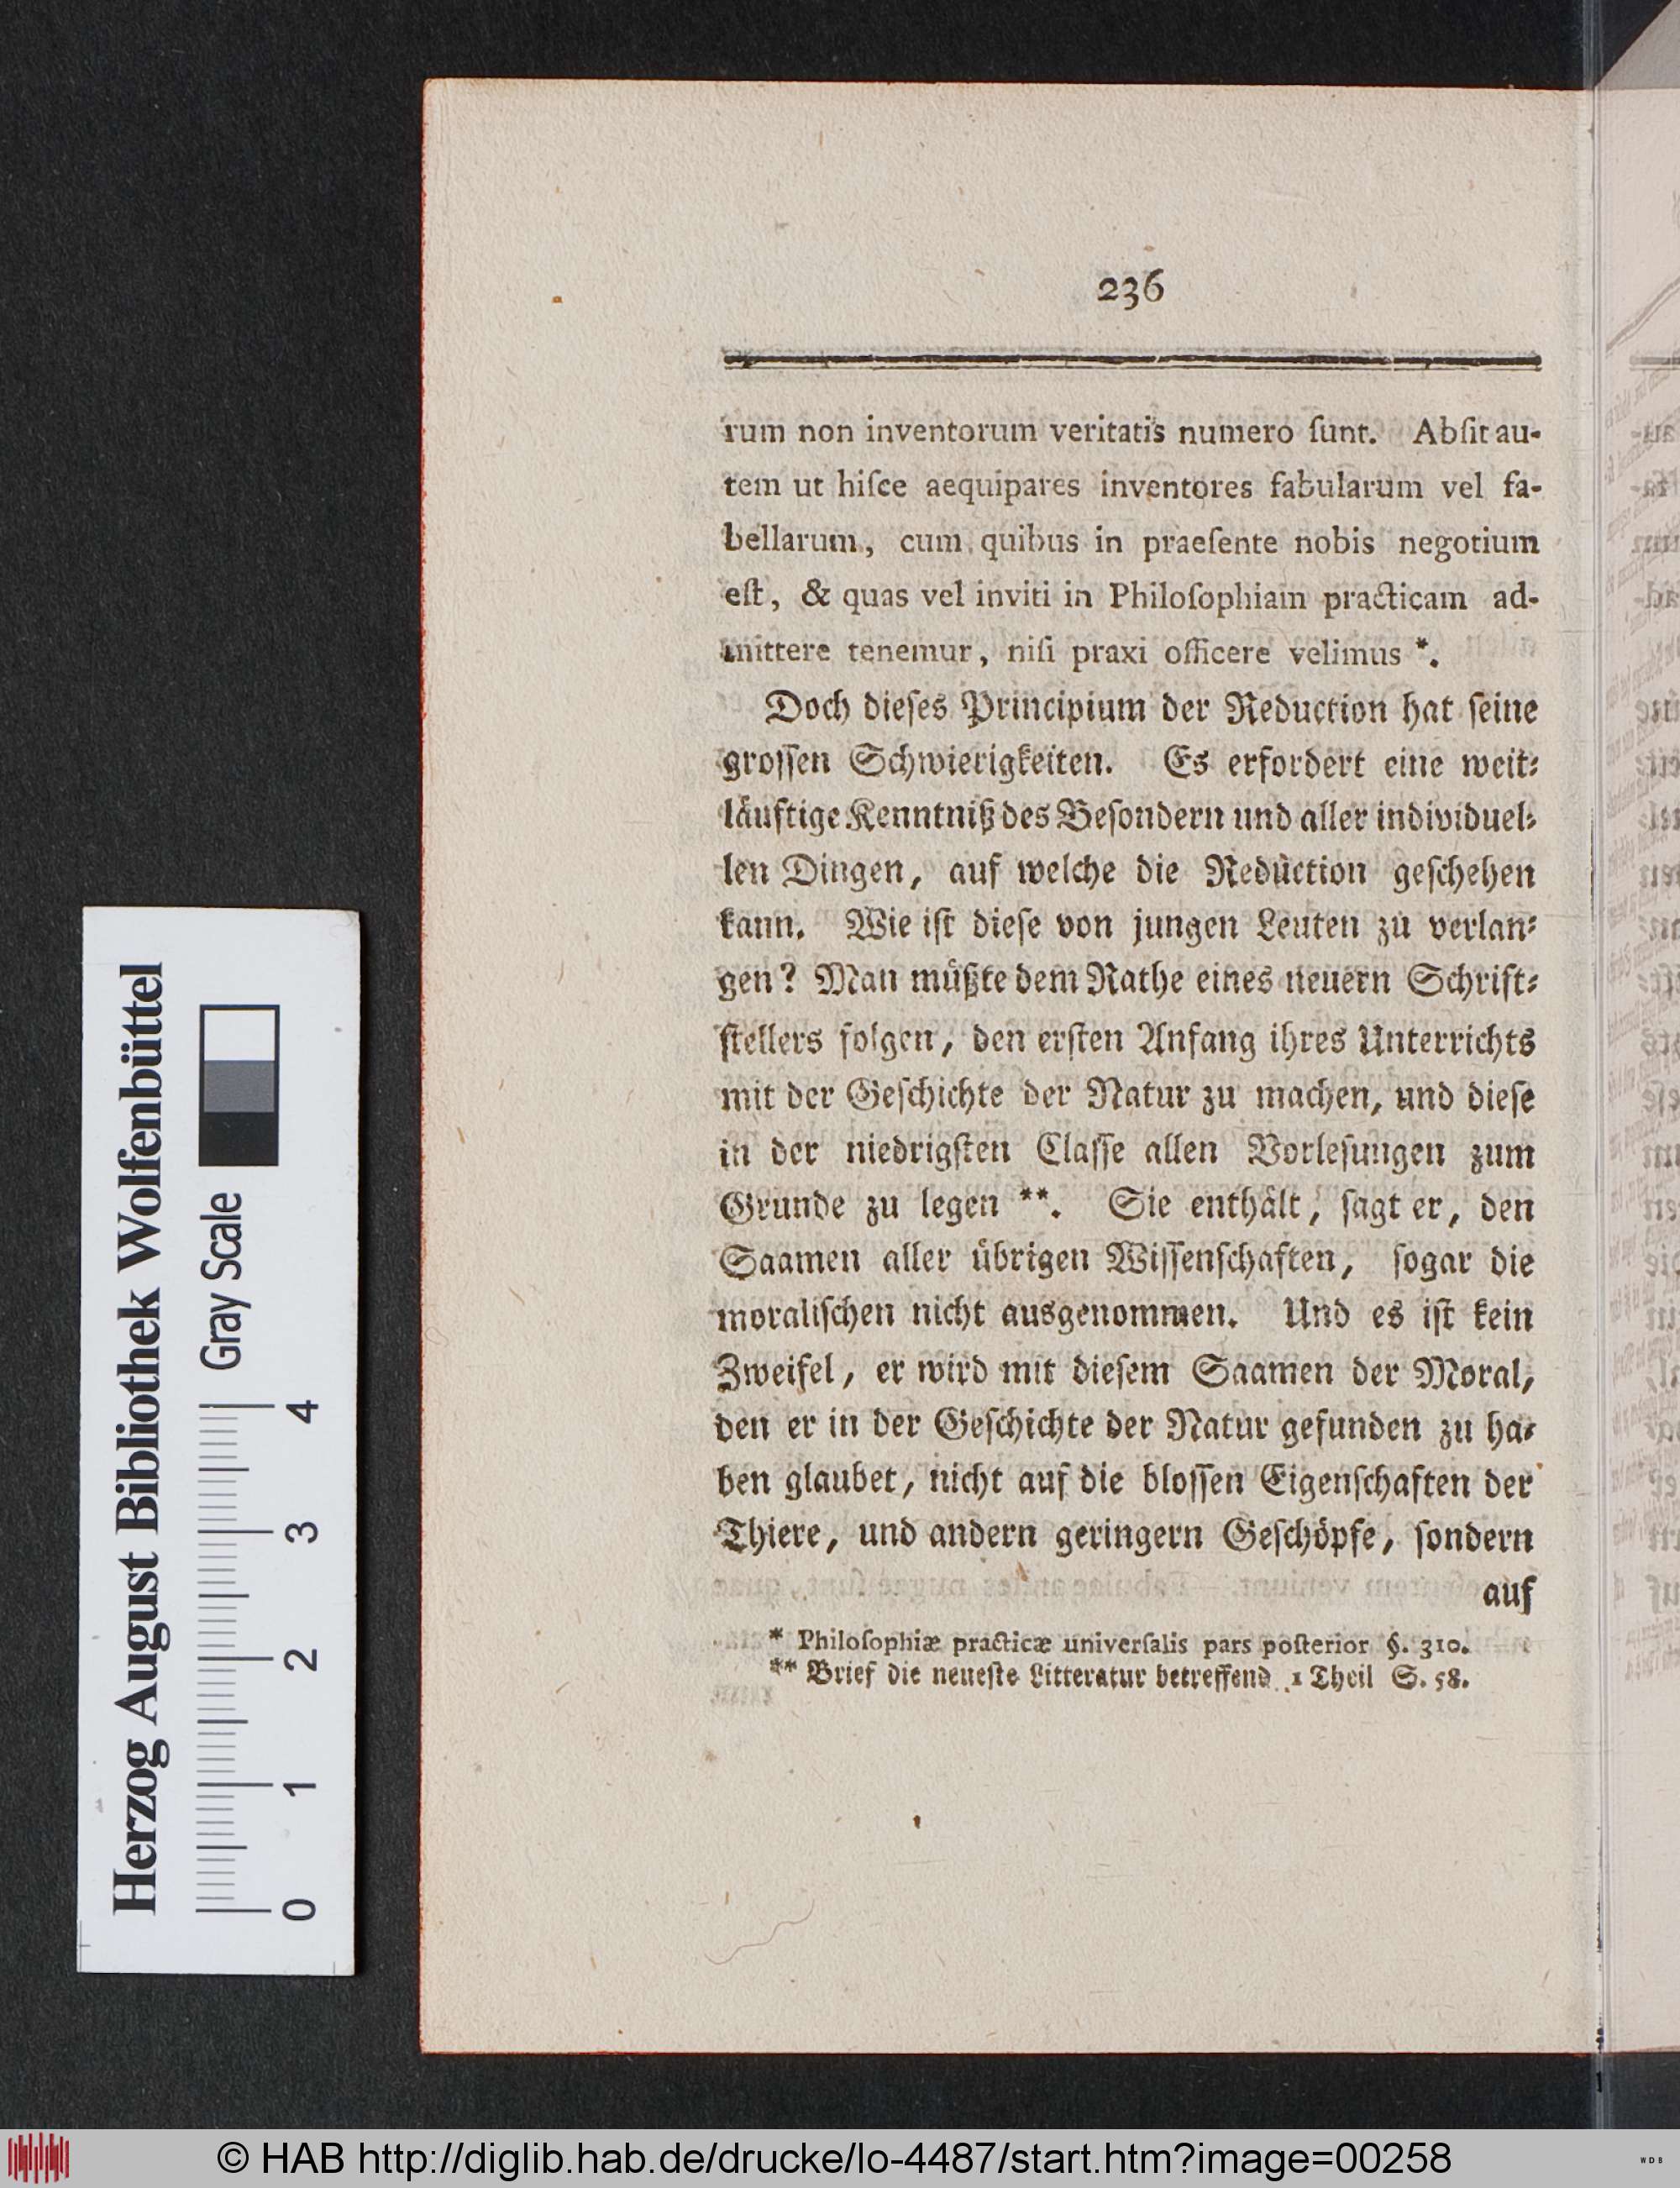 236
rum non inventorum veritatis numero ſunt. Abſit au-
tem ut hiſce aequipares inventores fabularum vel fa-
bellarum, cum quibus in praeſente nobis negotium
eſt, & quas vel inviti in Philoſophiam practicam ad-
mittere tenemur, niſi praxi officere velimus *.
Doch dieſes Principium der Reduction hat ſeine
groſſen Schwierigkeiten. Es erfordert eine weit⸗
läuftige Kenntniß des Beſondern und aller individuel⸗
len Dingen, auf welche die Reduction geſchehen
kann. Wie iſt dieſe von jungen Leuten zu verlan⸗
gen? Man müßte dem Rathe eines neuern Schrift⸗
ſtellers folgen, den erſten Anfang ihres Unterrichts
mit der Geſchichte der Natur zu machen, und dieſe
in der niedrigſten Claſſe allen Vorleſungen zum
Grunde zu legen **. Sie enthält, ſagt er, den
Saamen aller übrigen Wiſſenſchaften, ſogar die
moraliſchen nicht ausgenommen. Und es iſt kein
Zweifel, er wird mit dieſem Saamen der Moral,
den er in der Geſchichte der Natur gefunden zu ha⸗
ben glaubet, nicht auf die bloſſen Eigenſchaften der
Thiere, und andern geringern Geſchöpfe, ſondern
auf
* Philoſophiæ practicæ univerſalis pars poſterior §. 310.
** Brief die neueſte Litteratur betreffend 1 Theil S. 58.
Herzog August Bibliothek Wolfenbüttel
Gray Scale
0 1 2 3 4
© HAB http://diglib.hab.de/drucke/lo-4487/start.htm?image=00258
WDB